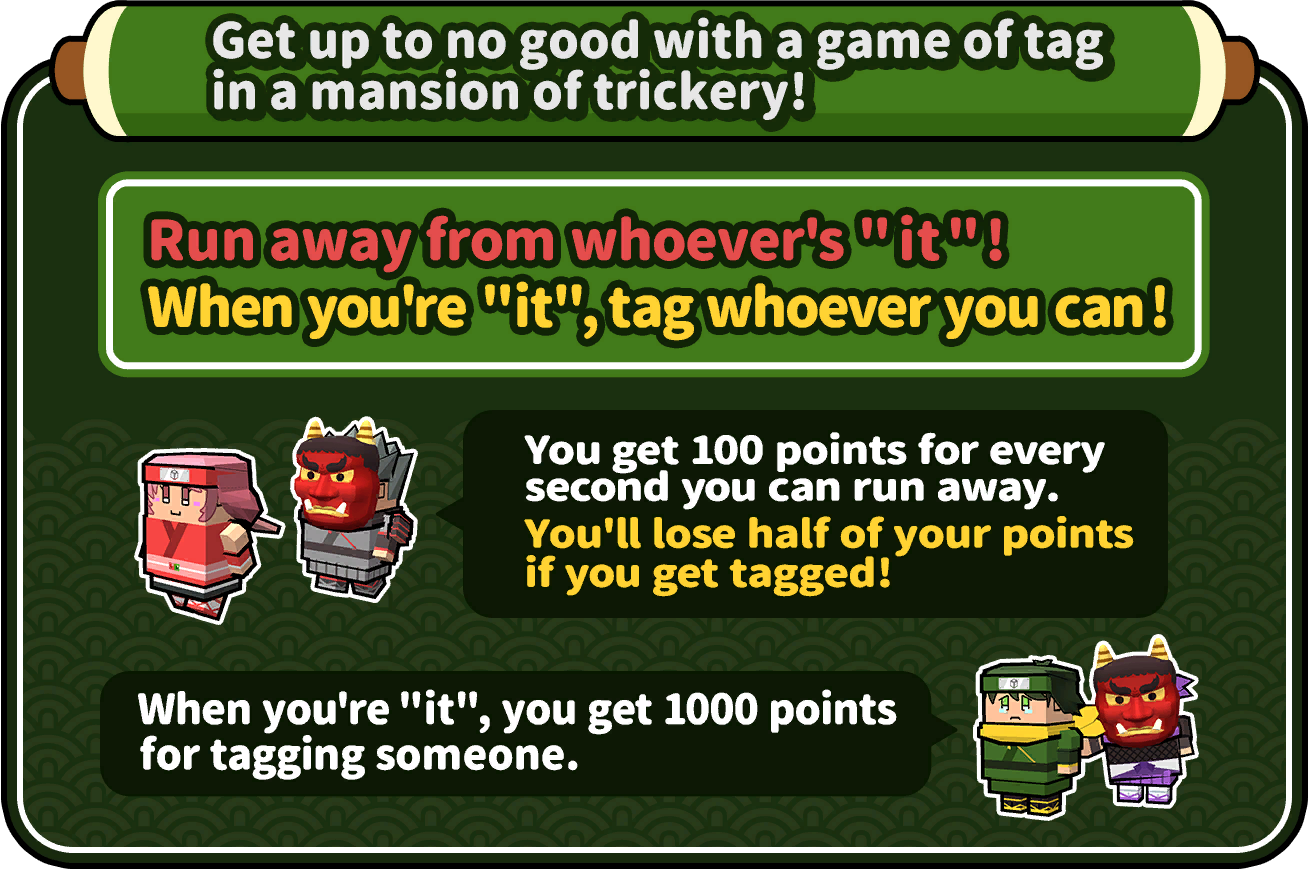 Get up to no good with a game of tag
in a mansion of trickery!
Run away from whoever's "it"!
When you're "it", tag whoever you can!
You get 100 points for every
second you can run away.
You'll lose half of your points
if you get tagged!
When you're "it", you get 1000 points
for tagging someone.